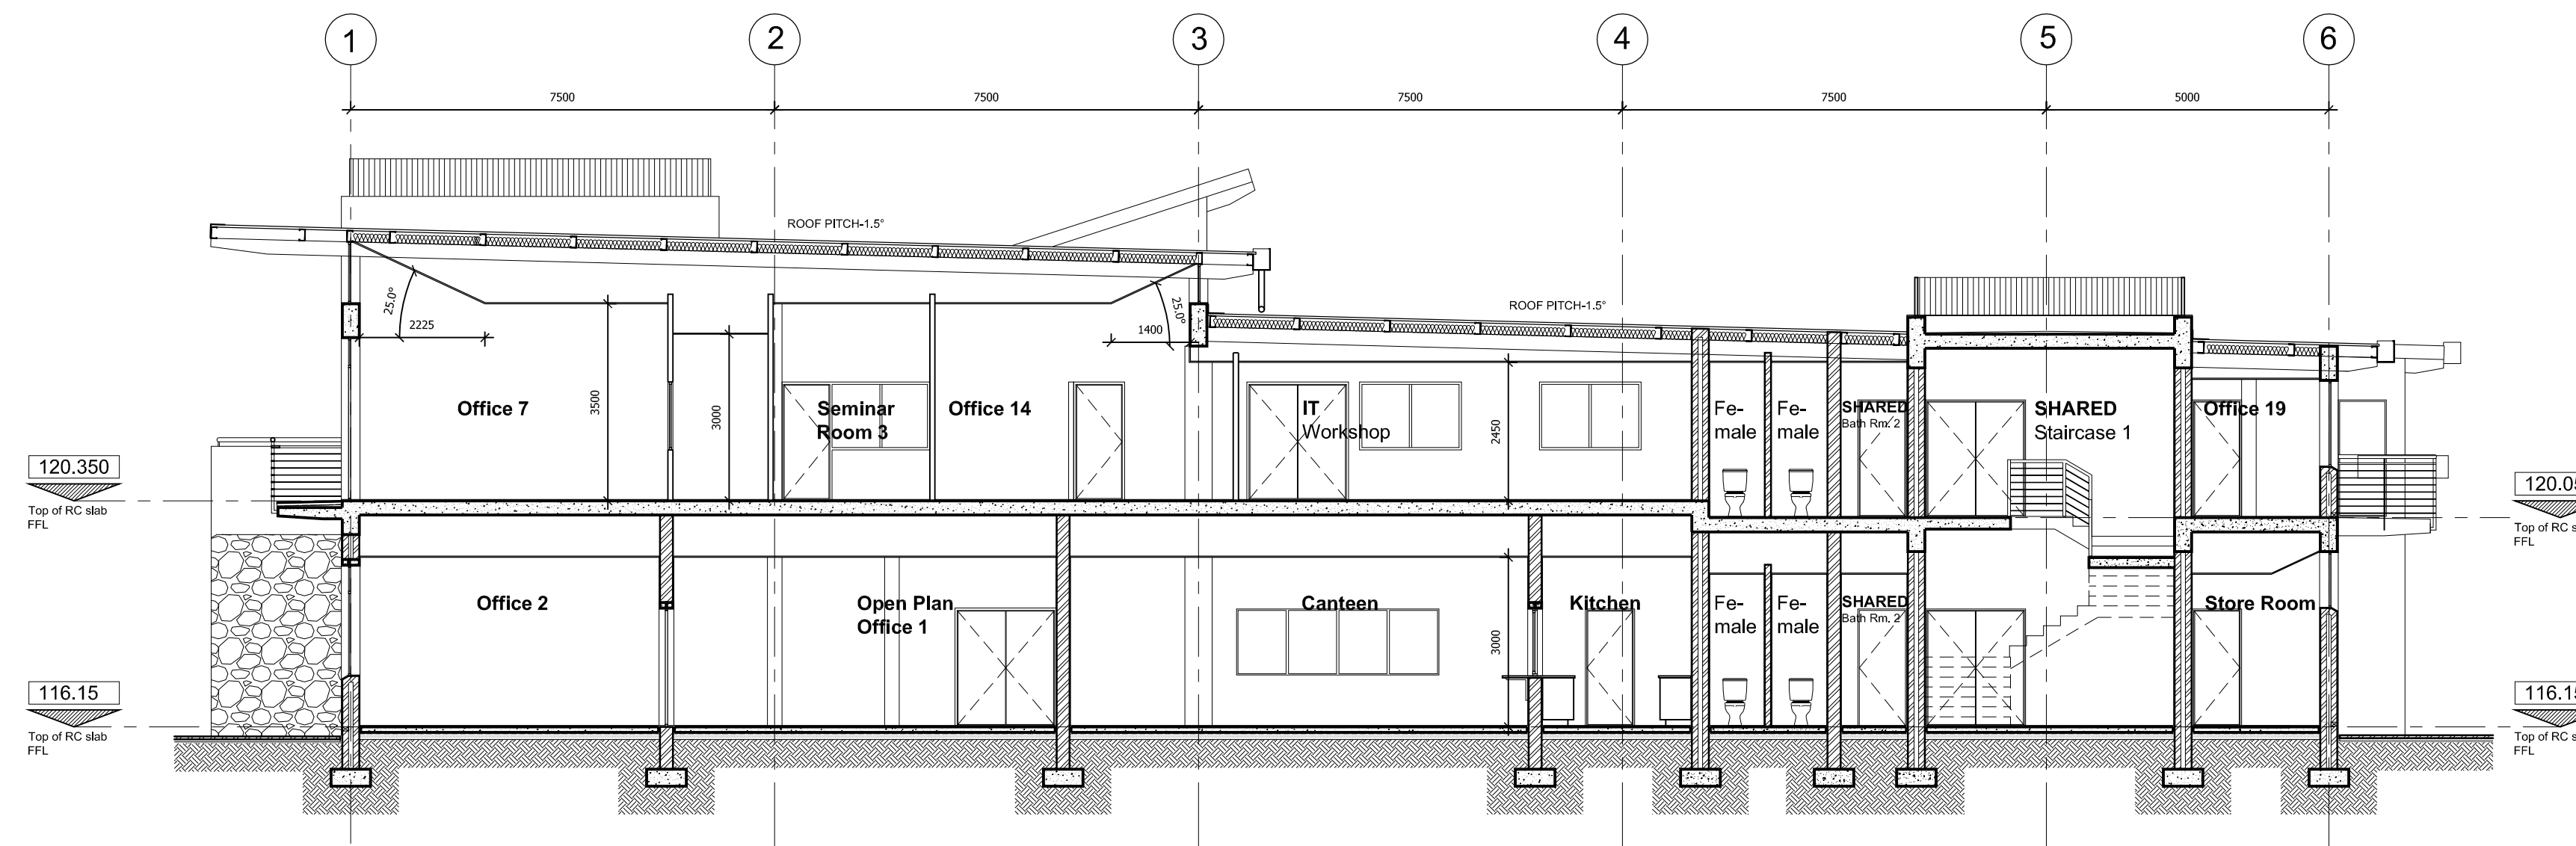 1 2 3 4 5 6
7500 7500 7500 7500 5000
ROOF PITCH-1.5°
ROOF PITCH-1.5°
25.0°
2225
3500
3000
1400
25.0°
2450
Office 7
Seminar
Room 3
Office 14
IT
Workshop
Fe-
male
Fe-
male
SHARED
Bath Rm. 2
SHARED
Staircase 1
Office 19
120.350
Top of RC slab
FFL
120.05
Top of RC s
FFL
Office 2
Open Plan
Office 1
Canteen
3000
Kitchen
Fe-
male
Fe-
male
SHARED
Bath Rm. 2
Store Room
116.15
Top of RC slab
FFL
116.15
Top of RC s
FFL